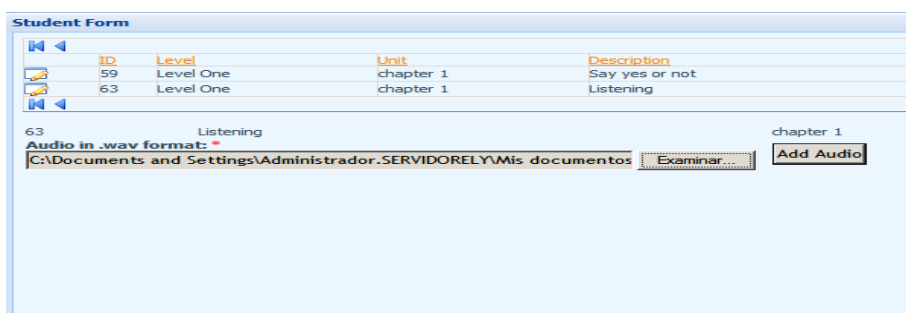 Student Form
ID Level Unit Description
59 Level One chapter 1 Say yes or not
63 Level One chapter 1 Listening
63 Listening chapter 1
Audio in .wav format: *
C:\Documents and Settings\Administrador.SERVIDORELY\Mis documentos Examinar... Add Audio